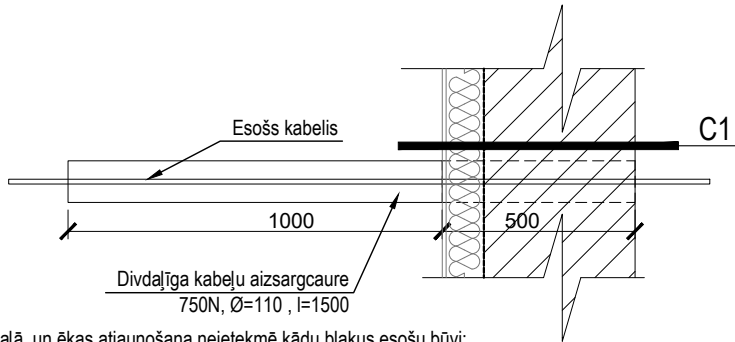 Esošs kabelis
C1
1000
500
Divdaļīga kabeļu aizsargcaure
750N, Ø=110 , l=1500
un ēkas atjaunošana neietekmē kādu blakus esošu būvi;